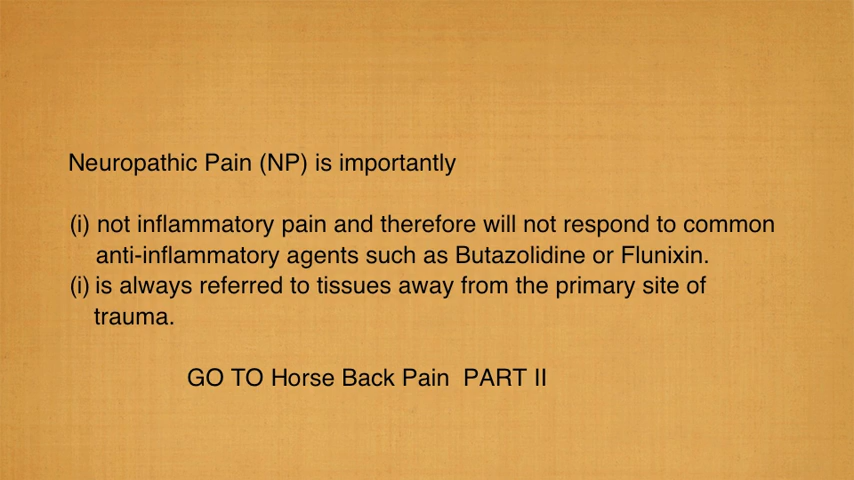 Neuropathic Pain (NP) is importantly
(i) not inflammatory pain and therefore will not respond to common
anti-inflammatory agents such as Butazolidine or Flunixin.
(i) is always referred to tissues away from the primary site of
trauma.
GO TO Horse Back Pain  PART II